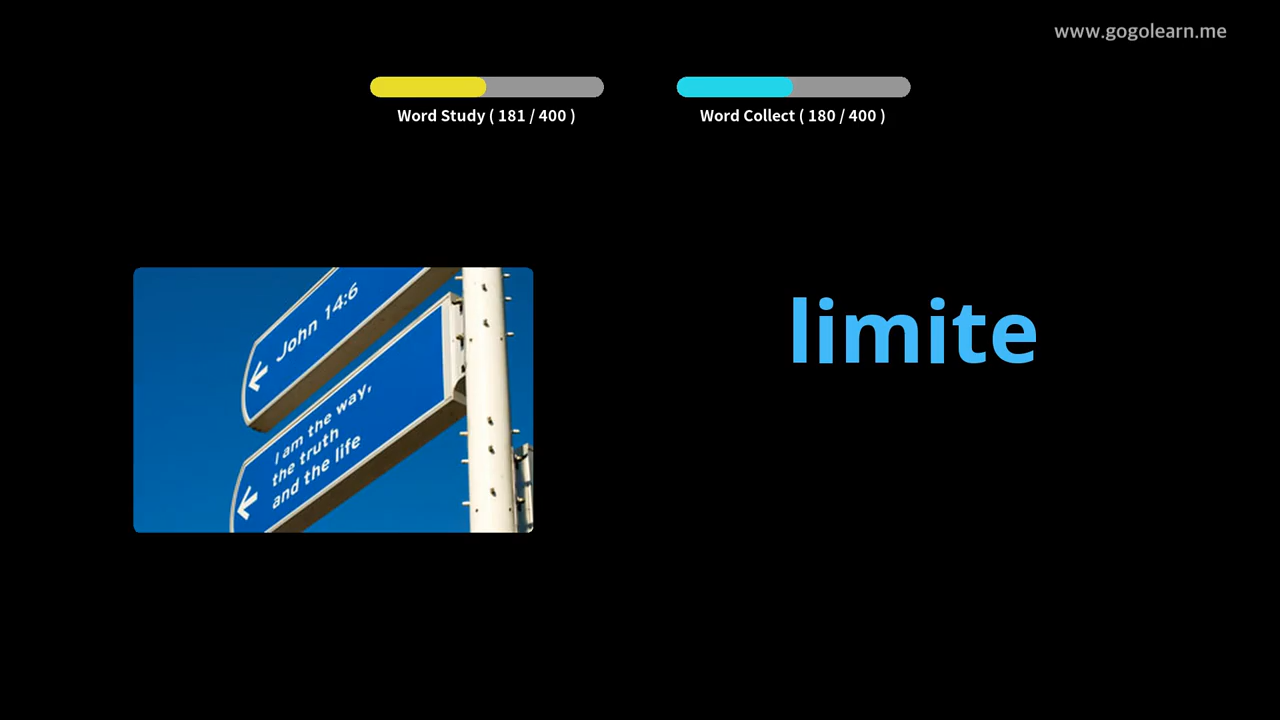 www.gogolearn.me
Word Study ( 181 / 400 )
Word Collect ( 180 / 400 )
John 14:6
I am the way,
the truth
and the life
limite